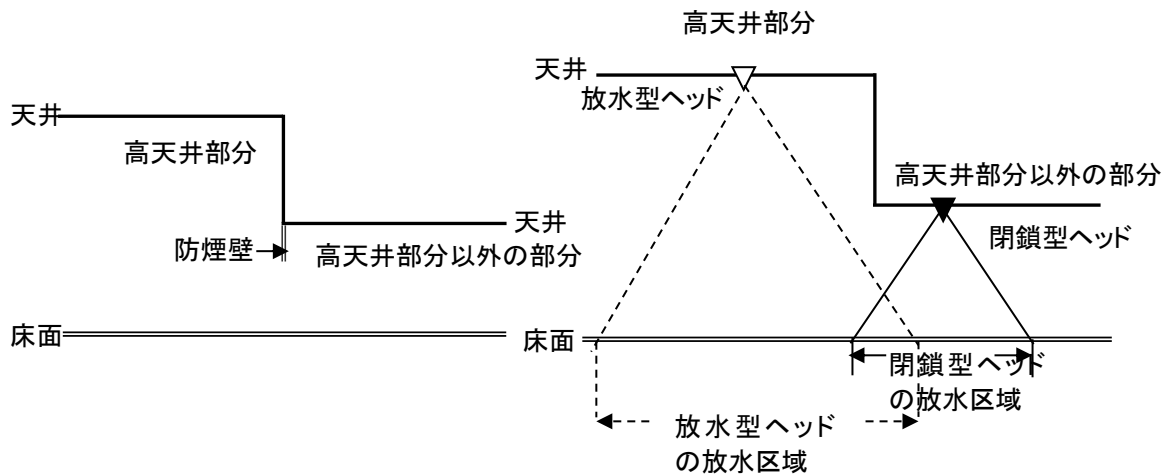 天井
高天井部分
天井
防煙壁
高天井部分以外の部分
床面
高天井部分
天井
放水型ヘッド
高天井部分以外の部分
閉鎖型ヘッド
床面
閉鎖型ヘッド
の放水区域
放水型ヘッド
の放水区域